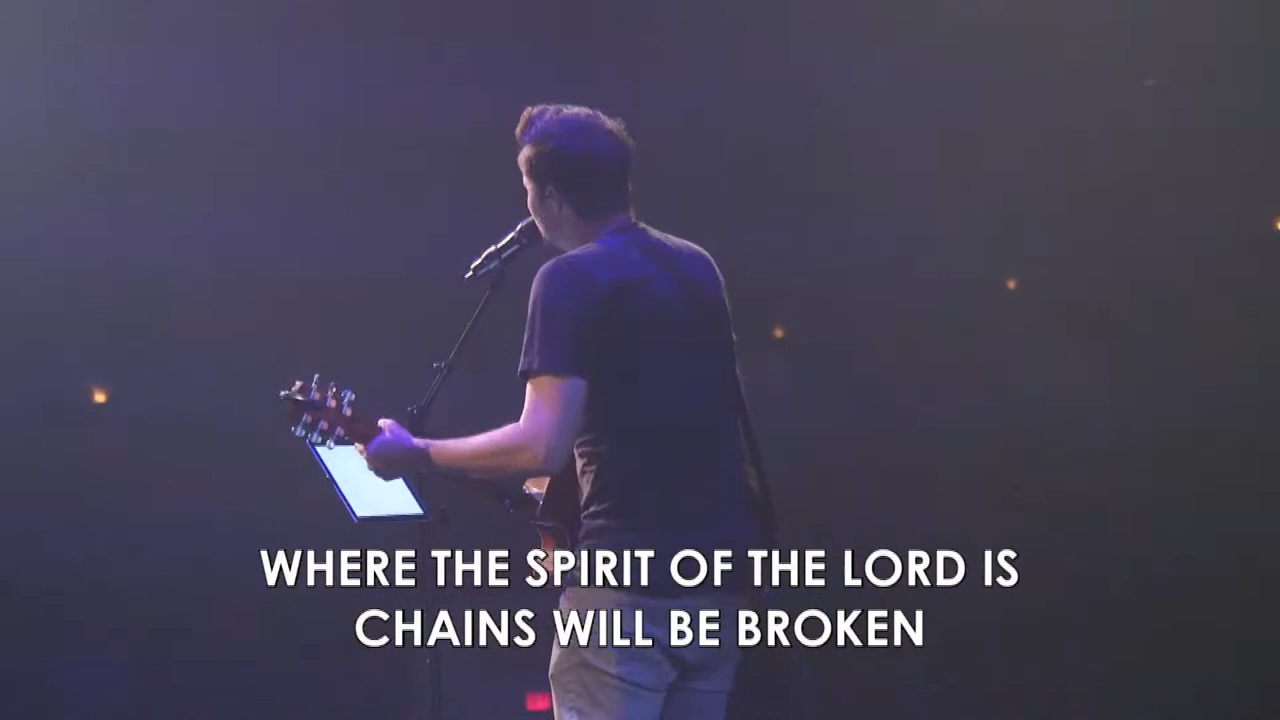 WHERE THE SPIRIT OF THE LORD IS
CHAINS WILL BE BROKEN